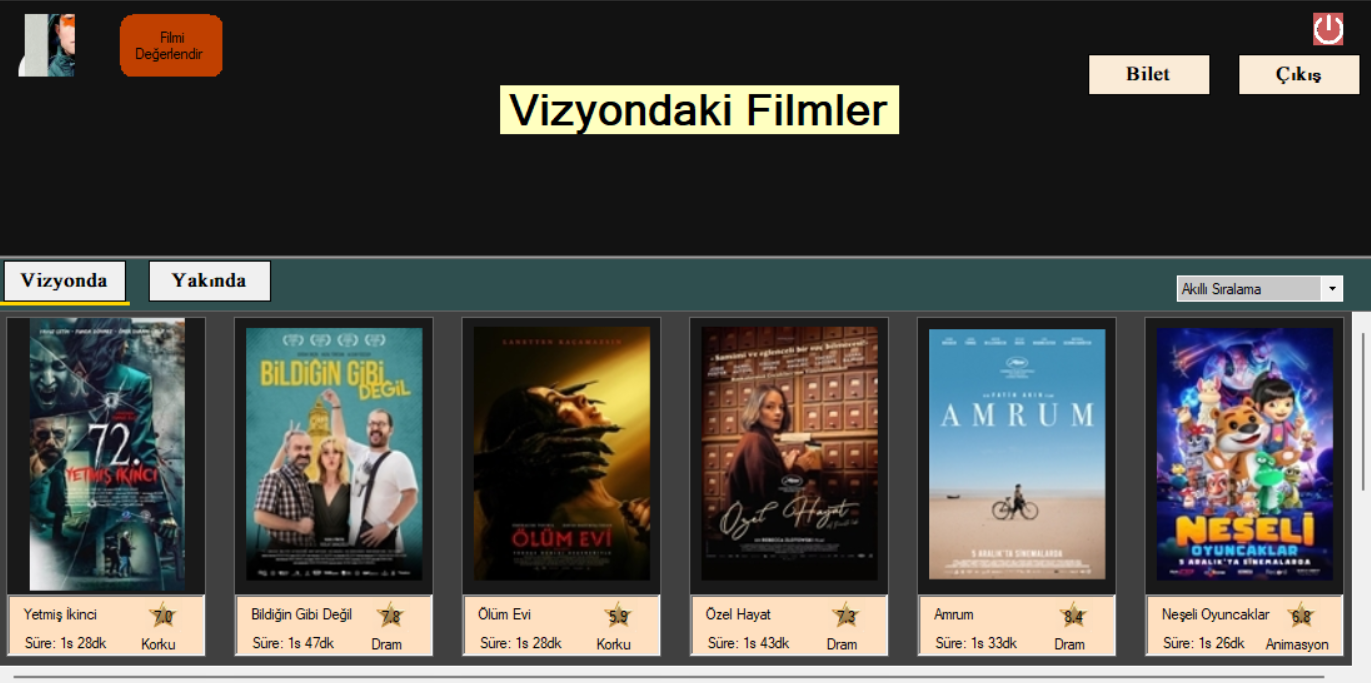 Filmi
Değerlendir
Bilet
Çıkış
Vizyondaki Filmler
Vizyonda
Yakında
Akıllı Sıralama
72.
YETMİŞ İKİNCİ
BİLDİĞİN GİBİ
DEĞİL
LANETTEN KAÇAMAZSIN
ÖLÜM EVİ
Özel Hayat
AMRUM
5 ARALIK'TA SİNEMALARDA
NEŞELİ
OYUNCAKLAR
5 ARALIK'TA SİNEMALARDA
Yetmiş İkinci
7.0
Süre: 1s 28dk
Korku
Bildiğin Gibi Değil
7.8
Süre: 1s 47dk
Dram
Ölüm Evi
5.9
Süre: 1s 28dk
Korku
Özel Hayat
7.3
Süre: 1s 43dk
Dram
Amrum
8.4
Süre: 1s 33dk
Dram
Neşeli Oyuncaklar
6.8
Süre: 1s 26dk
Animasyon